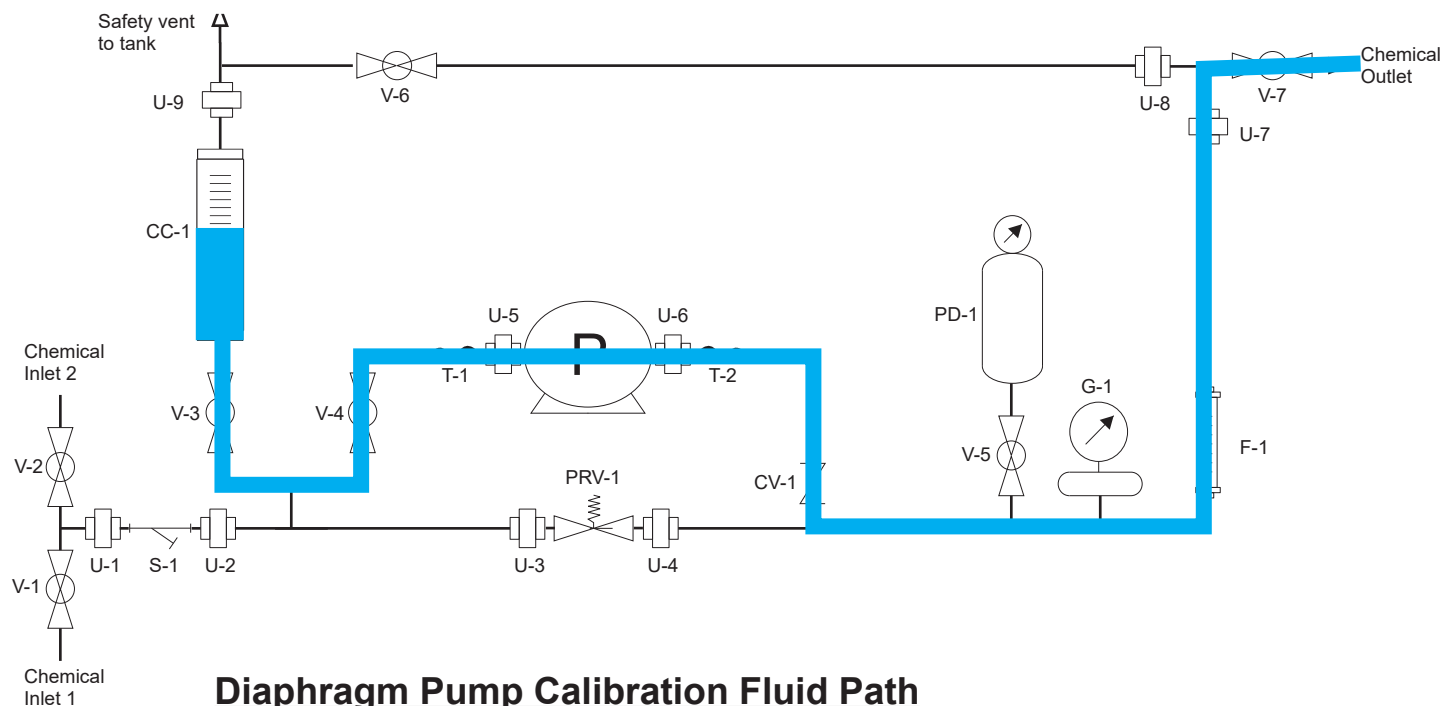 Safety vent
to tank
Chemical
Outlet
V-6
U-8
V-7
U-9
U-7
CC-1
U-5
U-6
PD-1
P
T-1
T-2
Chemical
Inlet 2
G-1
V-3
V-4
V-2
PRV-1
CV-1
V-5
F-1
U-1
S-1
U-2
U-3
U-4
V-1
Chemical
Inlet 1
Diaphragm Pump Calibration Fluid Path